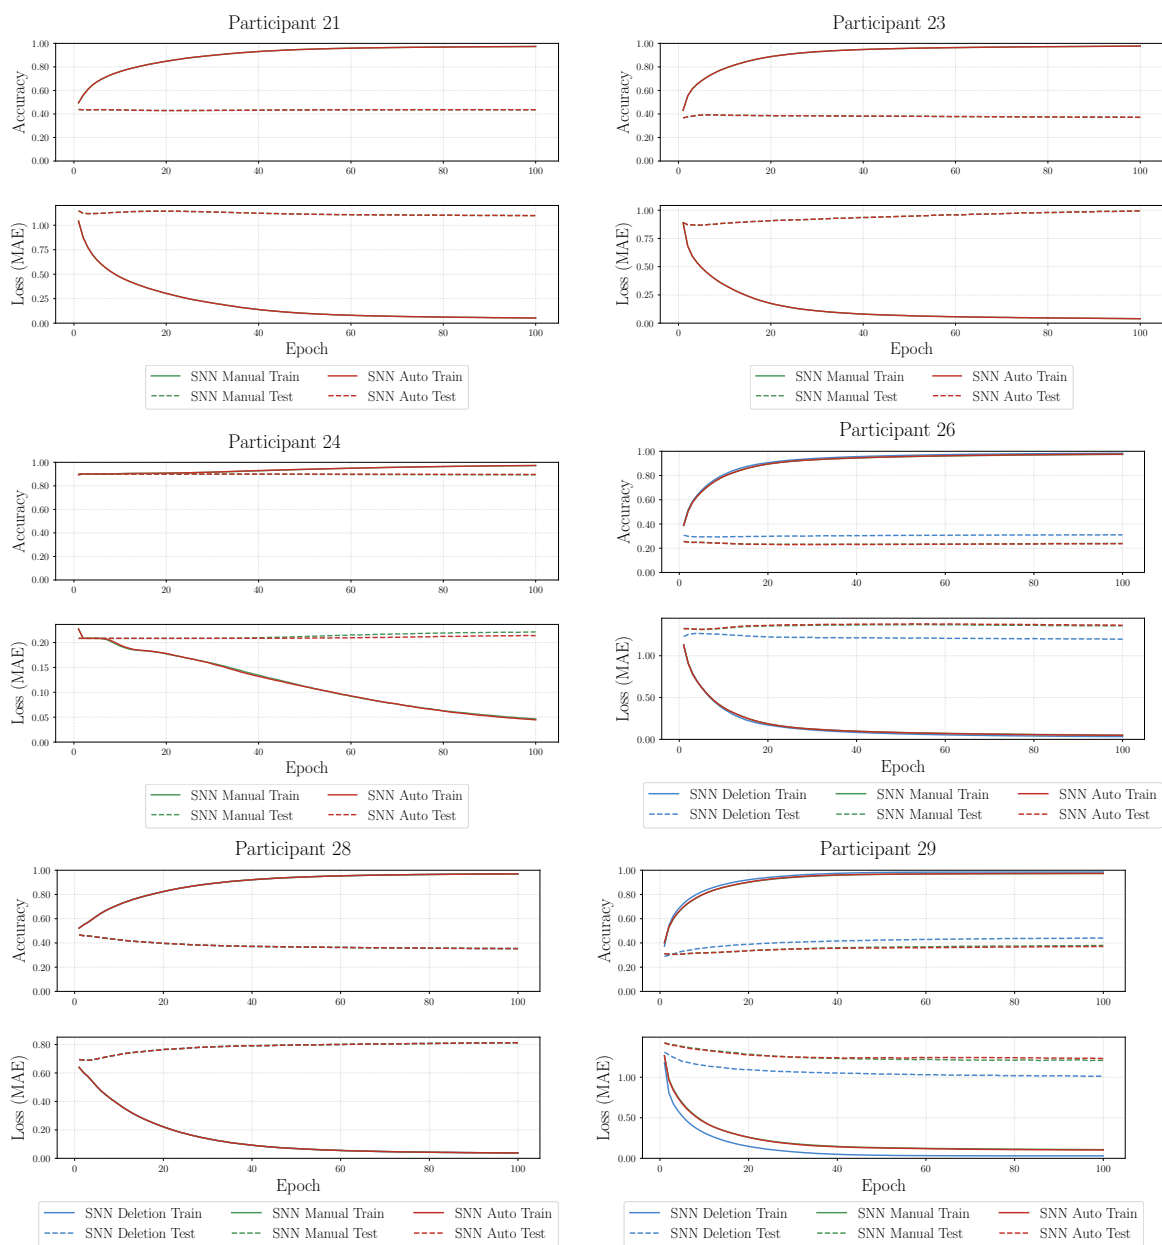 Participant 21
1.00
0.80
0.60
0.40
0.20
0.00
Accuracy
0 20 40 60 80 100
1.00
0.75
0.50
0.25
0.00
Loss (MAE)
0 20 40 60 80 100
Epoch
SNN Manual Train SNN Auto Train
SNN Manual Test SNN Auto Test
Participant 23
1.00
0.80
0.60
0.40
0.20
0.00
Accuracy
0 20 40 60 80 100
1.00
0.75
0.50
0.25
0.00
Loss (MAE)
0 20 40 60 80 100
Epoch
SNN Manual Train SNN Auto Train
SNN Manual Test SNN Auto Test
Participant 24
1.00
0.80
0.60
0.40
0.20
0.00
Accuracy
0 20 40 60 80 100
0.20
0.15
0.10
0.05
0.00
Loss (MAE)
0 20 40 60 80 100
Epoch
SNN Manual Train SNN Auto Train
SNN Manual Test SNN Auto Test
Participant 26
1.00
0.80
0.60
0.40
0.20
0.00
Accuracy
0 20 40 60 80 100
1.00
0.50
0.00
Loss (MAE)
0 20 40 60 80 100
Epoch
SNN Deletion Train SNN Manual Train SNN Auto Train
SNN Deletion Test SNN Manual Test SNN Auto Test
Participant 28
1.00
0.80
0.60
0.40
0.20
0.00
Accuracy
0 20 40 60 80 100
0.80
0.60
0.40
0.20
0.00
Loss (MAE)
0 20 40 60 80 100
Epoch
SNN Deletion Train SNN Manual Train SNN Auto Train
SNN Deletion Test SNN Manual Test SNN Auto Test
Participant 29
1.00
0.80
0.60
0.40
0.20
0.00
Accuracy
0 20 40 60 80 100
1.00
0.50
0.00
Loss (MAE)
0 20 40 60 80 100
Epoch
SNN Deletion Train SNN Manual Train SNN Auto Train
SNN Deletion Test SNN Manual Test SNN Auto Test